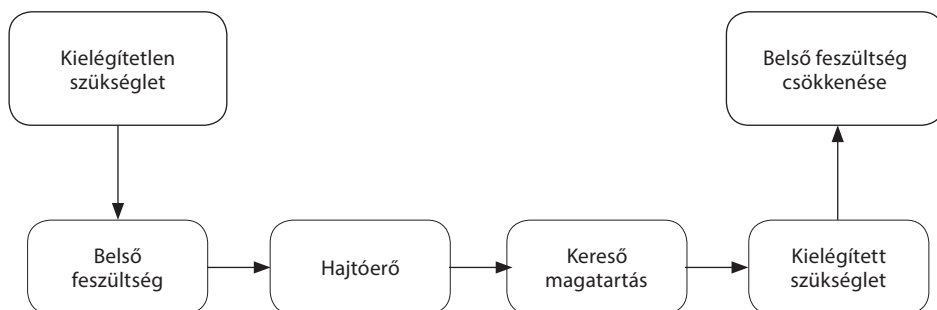 Kielégítetlen
szükséglet
Belső feszültség
csökkenése
Belső
feszültség
Hajtóerő
Kereső
magatartás
Kielégített
szükséglet